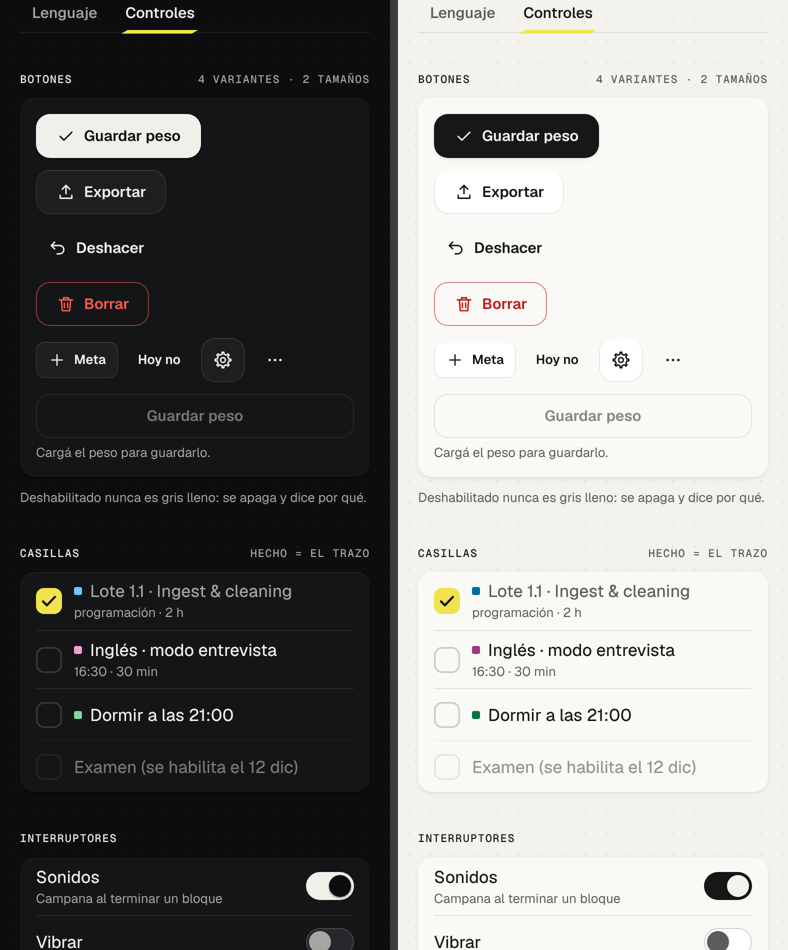 Lenguaje Controles
BOTONES 4 VARIANTES · 2 TAMAÑOS
Guardar peso
Exportar
Deshacer
Borrar
Meta Hoy no
Guardar peso
Cargá el peso para guardarlo.
Deshabilitado nunca es gris lleno: se apaga y dice por qué.
CASILLAS HECHO = EL TRAZO
Lote 1.1 · Ingest & cleaning
programación · 2 h
Inglés · modo entrevista
16:30 · 30 min
Dormir a las 21:00
Examen (se habilita el 12 dic)
INTERRUPTORES
Sonidos
Campana al terminar un bloque
Vibrar
Lenguaje Controles
BOTONES 4 VARIANTES · 2 TAMAÑOS
Guardar peso
Exportar
Deshacer
Borrar
Meta Hoy no
Guardar peso
Cargá el peso para guardarlo.
Deshabilitado nunca es gris lleno: se apaga y dice por qué.
CASILLAS HECHO = EL TRAZO
Lote 1.1 · Ingest & cleaning
programación · 2 h
Inglés · modo entrevista
16:30 · 30 min
Dormir a las 21:00
Examen (se habilita el 12 dic)
INTERRUPTORES
Sonidos
Campana al terminar un bloque
Vibrar